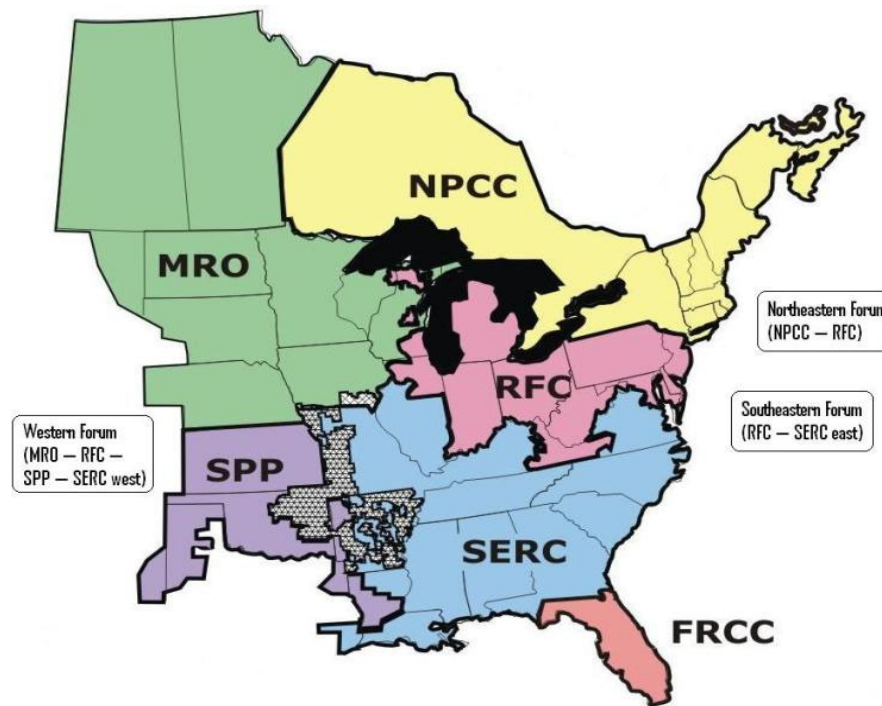 NPCC
MRO
Northeastern Forum
(NPCC – RFC)
RFC
Southeastern Forum
(RFC – SERC east)
Western Forum
(MRO – RFC –
SPP – SERC west)
SPP
SERC
FRCC